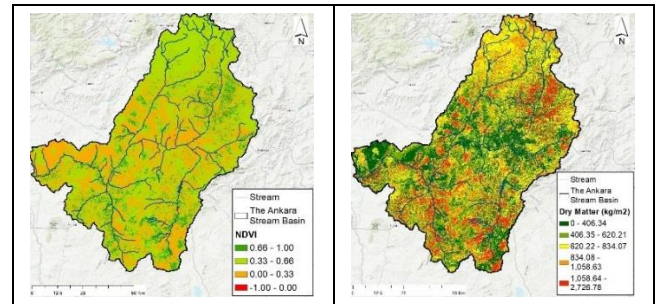 N
Stream
The Ankara
Stream Basin
NDVI
0.66 - 1.00
0.33 - 0.66
0.00 - 0.33
-1.00 - 0.00
N
Stream
The Ankara
Stream Basin
Dry Matter (kg/m2)
0 - 406.34
406.35 - 620.21
620.22 - 834.07
834.08 -
1,058.63
1,058.64 -
2,726.78